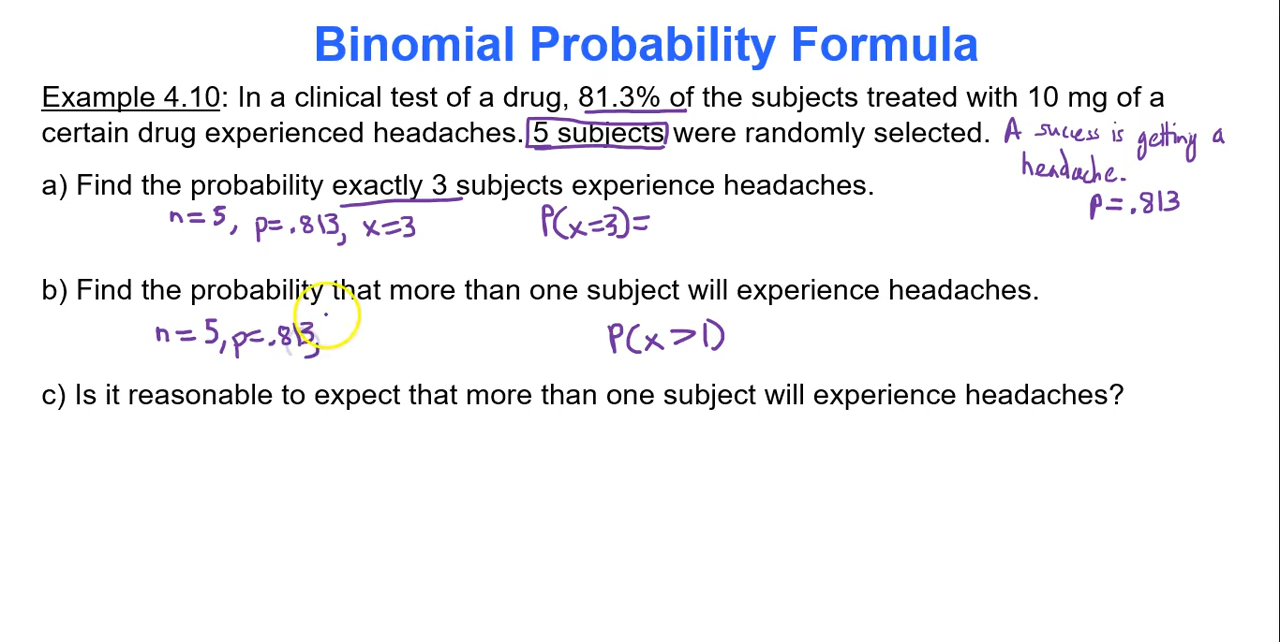 Binomial Probability Formula
Example 4.10: In a clinical test of a drug, 81.3% of the subjects treated with 10 mg of a
certain drug experienced headaches. 5 subjects were randomly selected. A success is getting a
headache.
p=.813
a) Find the probability exactly 3 subjects experience headaches.
n=5, p=.813, x=3 P(x=3)=
b) Find the probability that more than one subject will experience headaches.
n=5, p=.813, P(x>1)
c) Is it reasonable to expect that more than one subject will experience headaches?